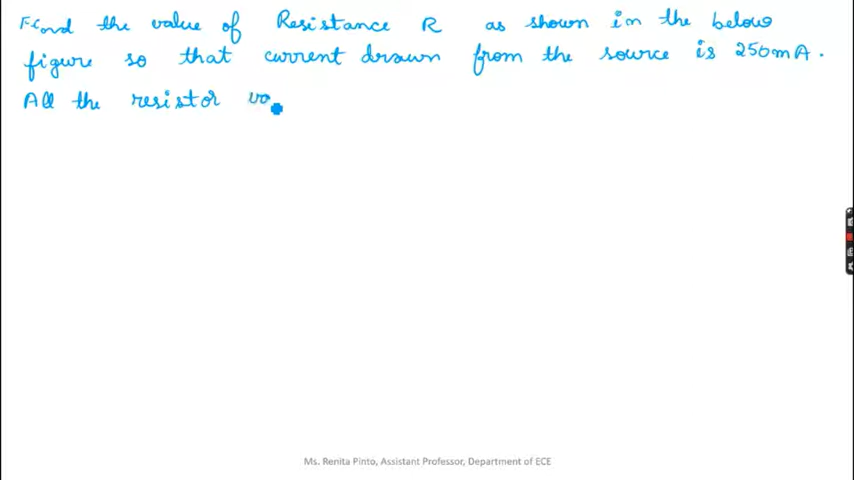 Find the value of Resistance R as shown in the below
figure so that current drawn from the source is 250mA.
All the resistor va
Ms. Renita Pinto, Assistant Professor, Department of ECE